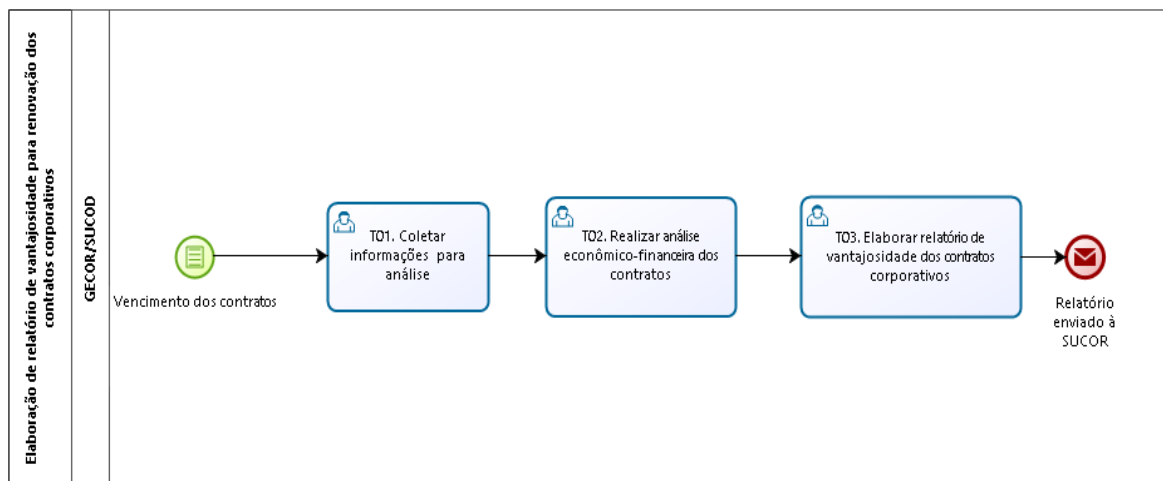 Elaboração de relatório de vantajosidade para renovação dos
contratos corporativos
GECOR/SUCOD
Vencimento dos contratos
T01. Coletar
informações para
análise
T02. Realizar análise
econômico-financeira dos
contratos
T03. Elaborar relatório de
vantajosidade dos contratos
corporativos
Relatório
enviado à
SUCOR